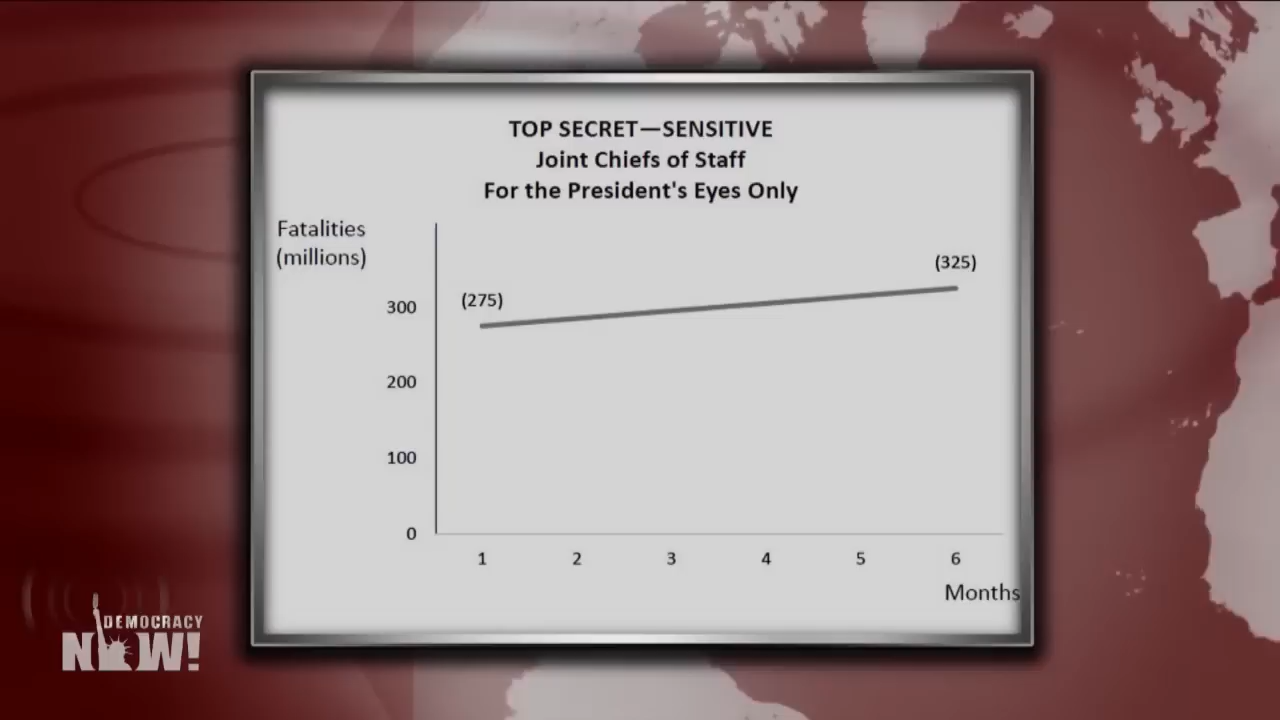 TOP SECRET—SENSITIVE
Joint Chiefs of Staff
For the President's Eyes Only
Fatalities
(millions)
(325)
(275)
300
200
100
0
1 2 3 4 5 6
Months
DEMOCRACY
NOW!